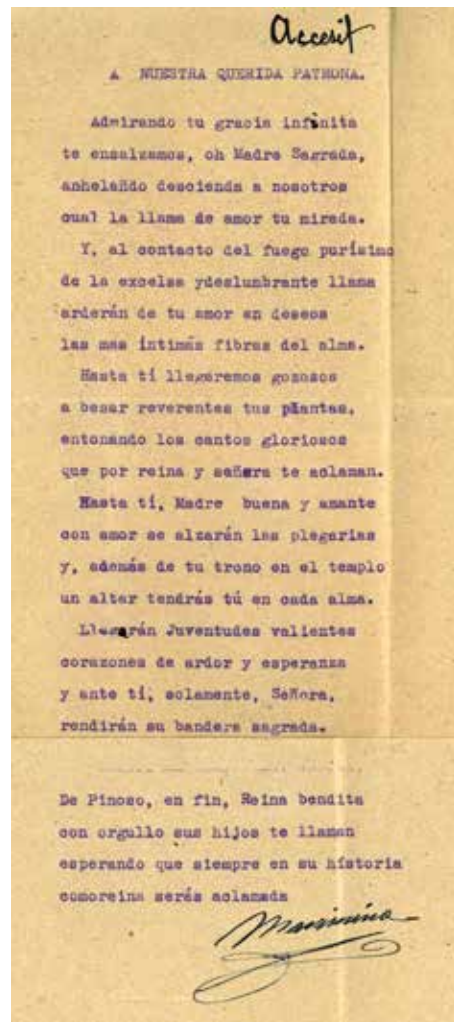 Accesit
A NUESTRA QUERIDA PATRONA.
Admirando tu gracia infinita
te ensalzamos, oh Madre Sagrada,
anhelando descienda a nosotros
cual la llama de amor tu mirada.
Y, al contacto del fuego purísimo
de la excelsa ydeslumbrante llama
arderán de tu amor en deseos
las mas íntimas fibras del alma.
Hasta tí llegaremos gozosos
a besar reverentes tus plantas,
entonando los cantos gloriosos
que por reina y señora te aclaman.
Hasta tí, Madre buena y amante
con amor se alzarán las plegarias
y, además de tu trono en el templo
un altar tendrás tú en cada alma.
Llegarán Juventudes valientes
corazones de ardor y esperanza
y ante tí, solamente, Señora,
rendirán su bandera sagrada.
De Pinoso, en fin, Reina bendita
con orgullo sus hijos te llaman
esperando que siempre en su história
comoreina serás aclamada